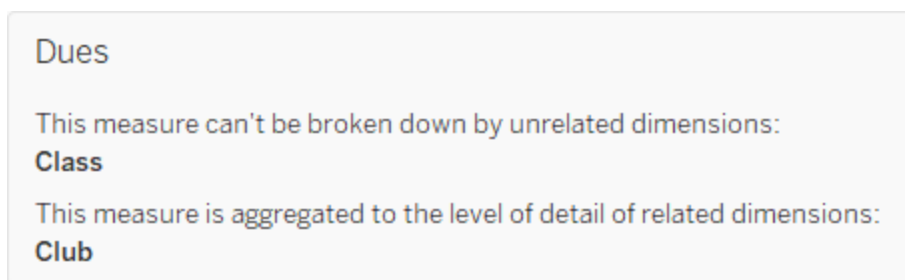 Dues
This measure can't be broken down by unrelated dimensions:
Class
This measure is aggregated to the level of detail of related dimensions:
Club